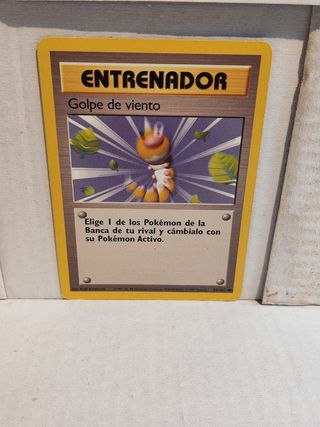 ENTRENADOR
Golpe de viento
Elige 1 de los Pokémon de la
Banca de tu rival y cámbialo con
su Pokémon Activo.